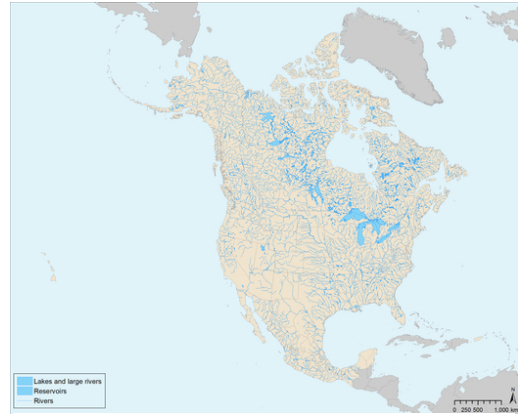 Lakes and large rivers
Reservoirs
Rivers
N
0 250 500 1,000 km